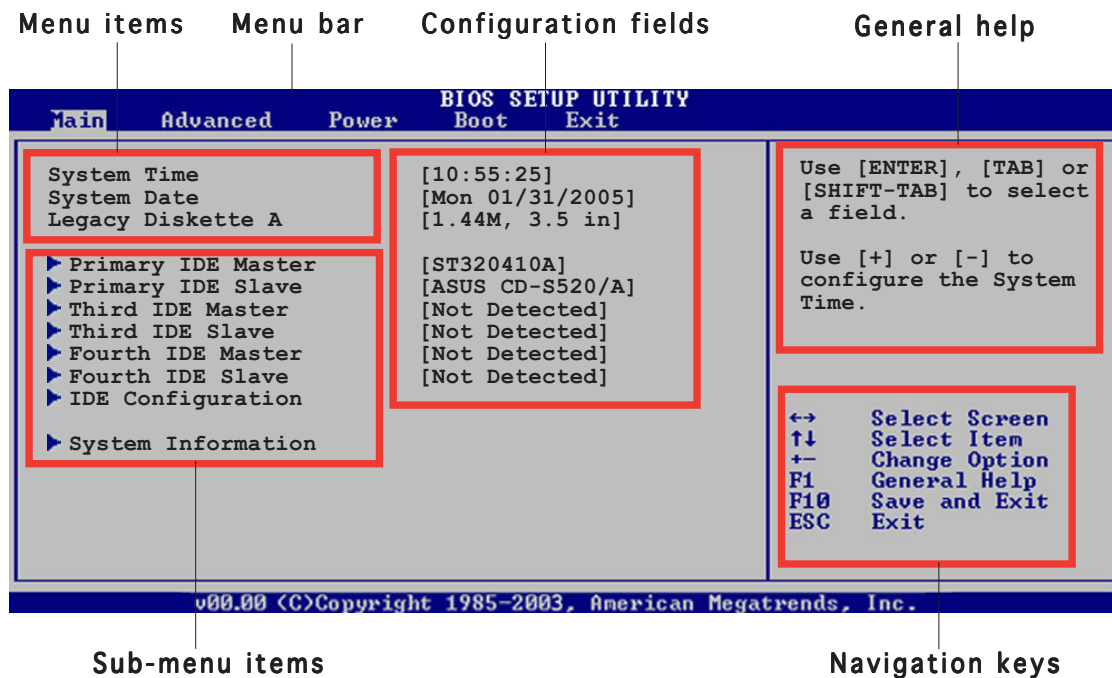 Menu items Menu bar Configuration fields General help
BIOS SETUP UTILITY
Main Advanced Power Boot Exit
System Time [10:55:25]
System Date [Mon 01/31/2005]
Legacy Diskette A [1.44M, 3.5 in]
Primary IDE Master [ST320410A]
Primary IDE Slave [ASUS CD-S520/A]
Third IDE Master [Not Detected]
Third IDE Slave [Not Detected]
Fourth IDE Master [Not Detected]
Fourth IDE Slave [Not Detected]
IDE Configuration
System Information
Use [ENTER], [TAB] or
[SHIFT-TAB] to select
a field.
Use [+] or [-] to
configure the System
Time.
←→ Select Screen
↑↓ Select Item
+- Change Option
F1 General Help
F10 Save and Exit
ESC Exit
v00.00 (C)Copyright 1985-2003, American Megatrends, Inc.
Sub-menu items Navigation keys